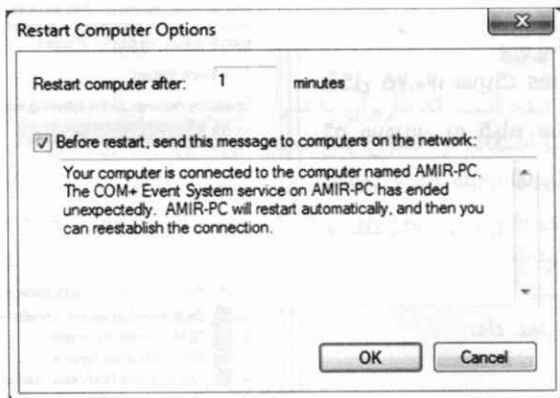 Restart Computer Options
Restart computer after: 1 minutes
Before restart, send this message to computers on the network:
Your computer is connected to the computer named AMIR-PC.
The COM+ Event System service on AMIR-PC has ended
unexpectedly. AMIR-PC will restart automatically, and then you
can reestablish the connection.
OK Cancel